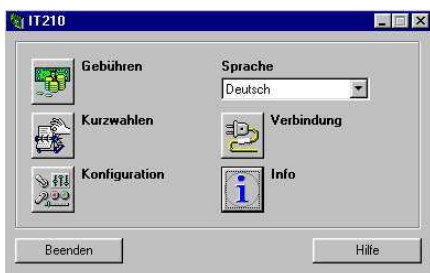 IT210
Gebühren
Sprache
Deutsch
Kurzwahlen
Verbindung
Konfiguration
Info
Beenden
Hilfe